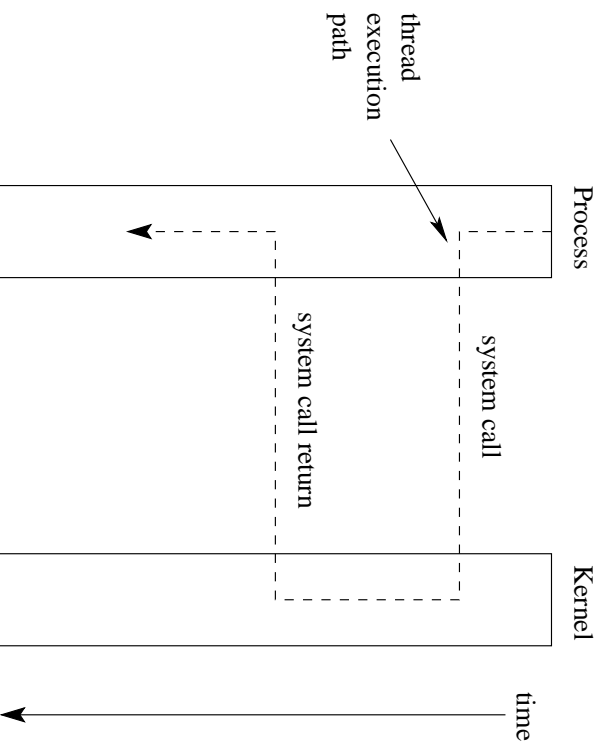 Process
Kernel
time
thread
execution
path
system call
system call return